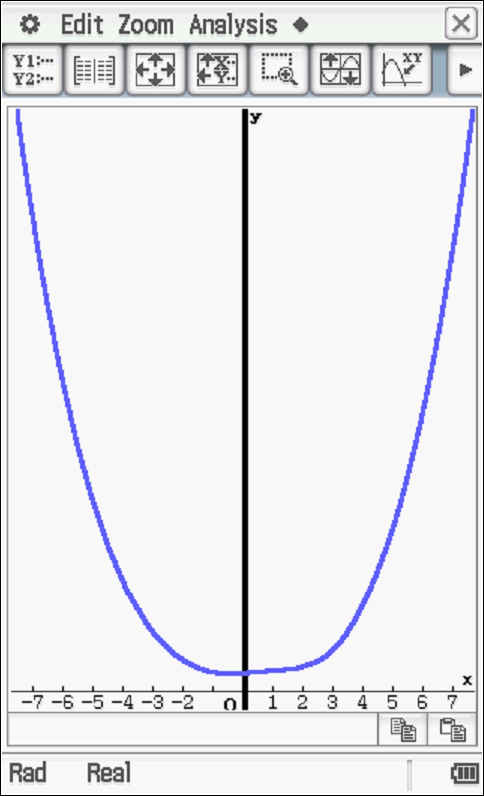 Edit Zoom Analysis
Y1:··· XY
Y2:···
y
x
-7 -6 -5 -4 -3 -2 O 1 2 3 4 5 6 7
Rad Real